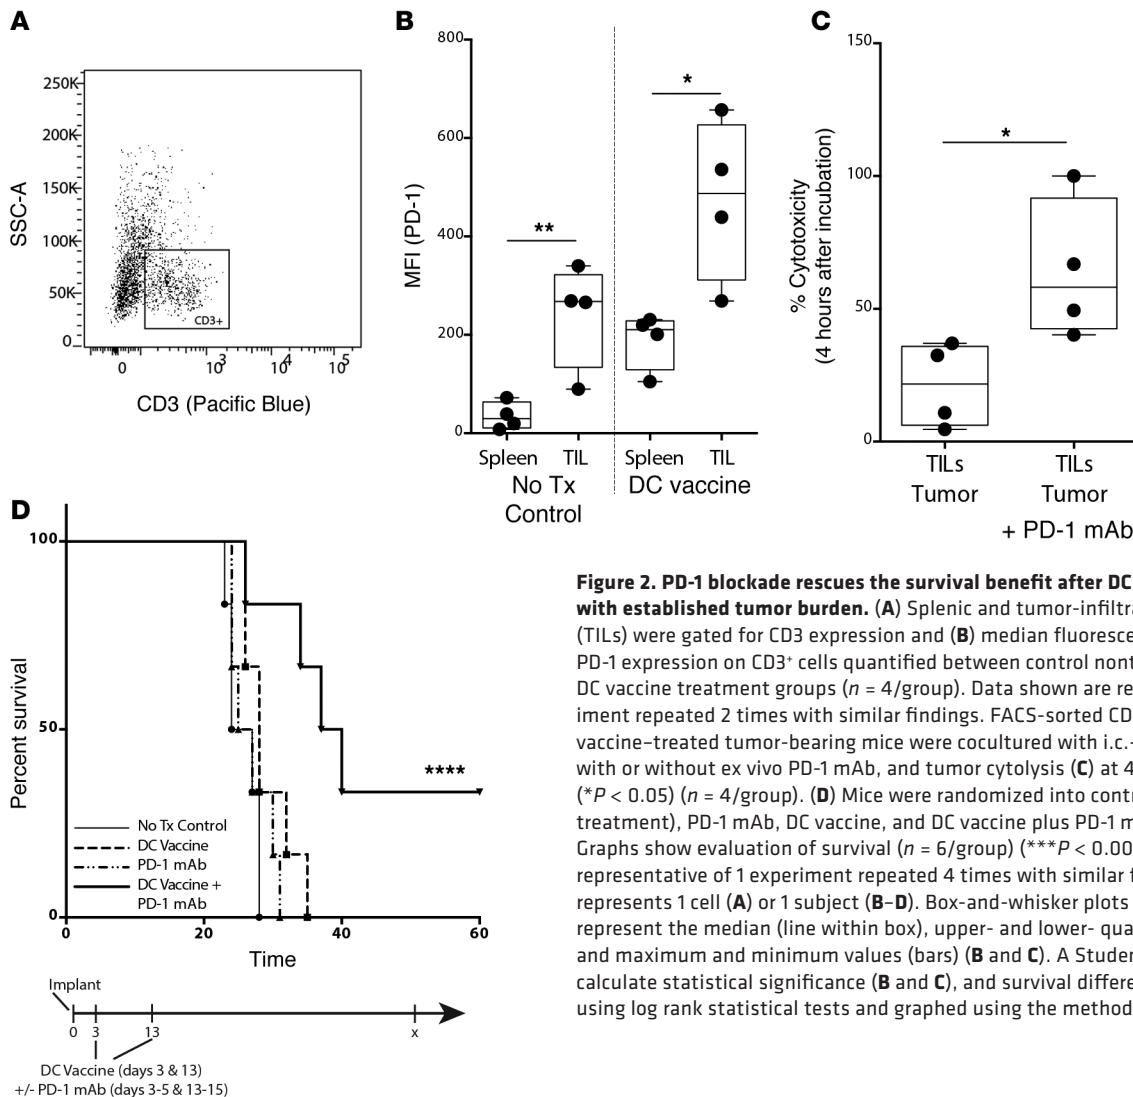 A
SSC-A
250K
200K
150K
100K
50K
0
CD3+
0
10³
10⁴
10⁵
CD3 (Pacific Blue)
B
MFI (PD-1)
800
600
400
200
0
**
*
Spleen TIL Spleen TIL
No Tx Control
DC vaccine
C
% Cytotoxicity
(4 hours after incubation)
150
100
50
0
*
TILs TILs
Tumor Tumor
+ PD-1 mAb
D
Percent survival
100
50
0
****
No Tx Control
DC Vaccine
PD-1 mAb
DC Vaccine +
PD-1 mAb
0 20 40 60
Time
Implant
0 3 13 x
DC Vaccine (days 3 & 13)
+/- PD-1 mAb (days 3-5 & 13-15)
Figure 2. PD-1 blockade rescues the survival benefit after DC
with established tumor burden. (A) Splenic and tumor-infiltra
(TILs) were gated for CD3 expression and (B) median fluoresce
PD-1 expression on CD3⁺ cells quantified between control nont
DC vaccine treatment groups (n = 4/group). Data shown are re
iment repeated 2 times with similar findings. FACS-sorted CD
vaccine–treated tumor-bearing mice were cocultured with i.c.-
with or without ex vivo PD-1 mAb, and tumor cytolysis (C) at 4
(*P < 0.05) (n = 4/group). (D) Mice were randomized into contr
treatment), PD-1 mAb, DC vaccine, and DC vaccine plus PD-1 m
Graphs show evaluation of survival (n = 6/group) (***P < 0.00
representative of 1 experiment repeated 4 times with similar f
represents 1 cell (A) or 1 subject (B–D). Box-and-whisker plots
represent the median (line within box), upper- and lower- qua
and maximum and minimum values (bars) (B and C). A Studen
calculate statistical significance (B and C), and survival differe
using log rank statistical tests and graphed using the method